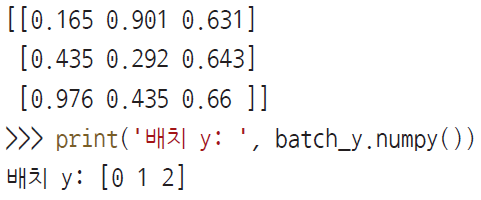 [[0.165 0.901 0.631]
[0.435 0.292 0.643]
[0.976 0.435 0.66 ]]
>>> print('배치 y: ', batch_y.numpy())
배치 y: [0 1 2]